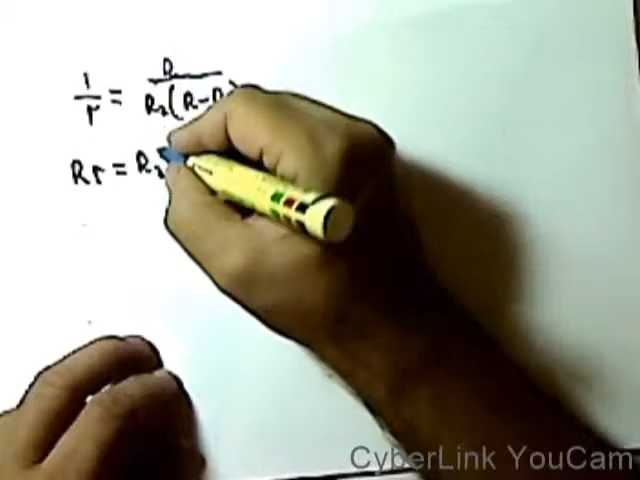 1/r = R/R₂(R-R
Rr = R₂
CyberLink YouCam